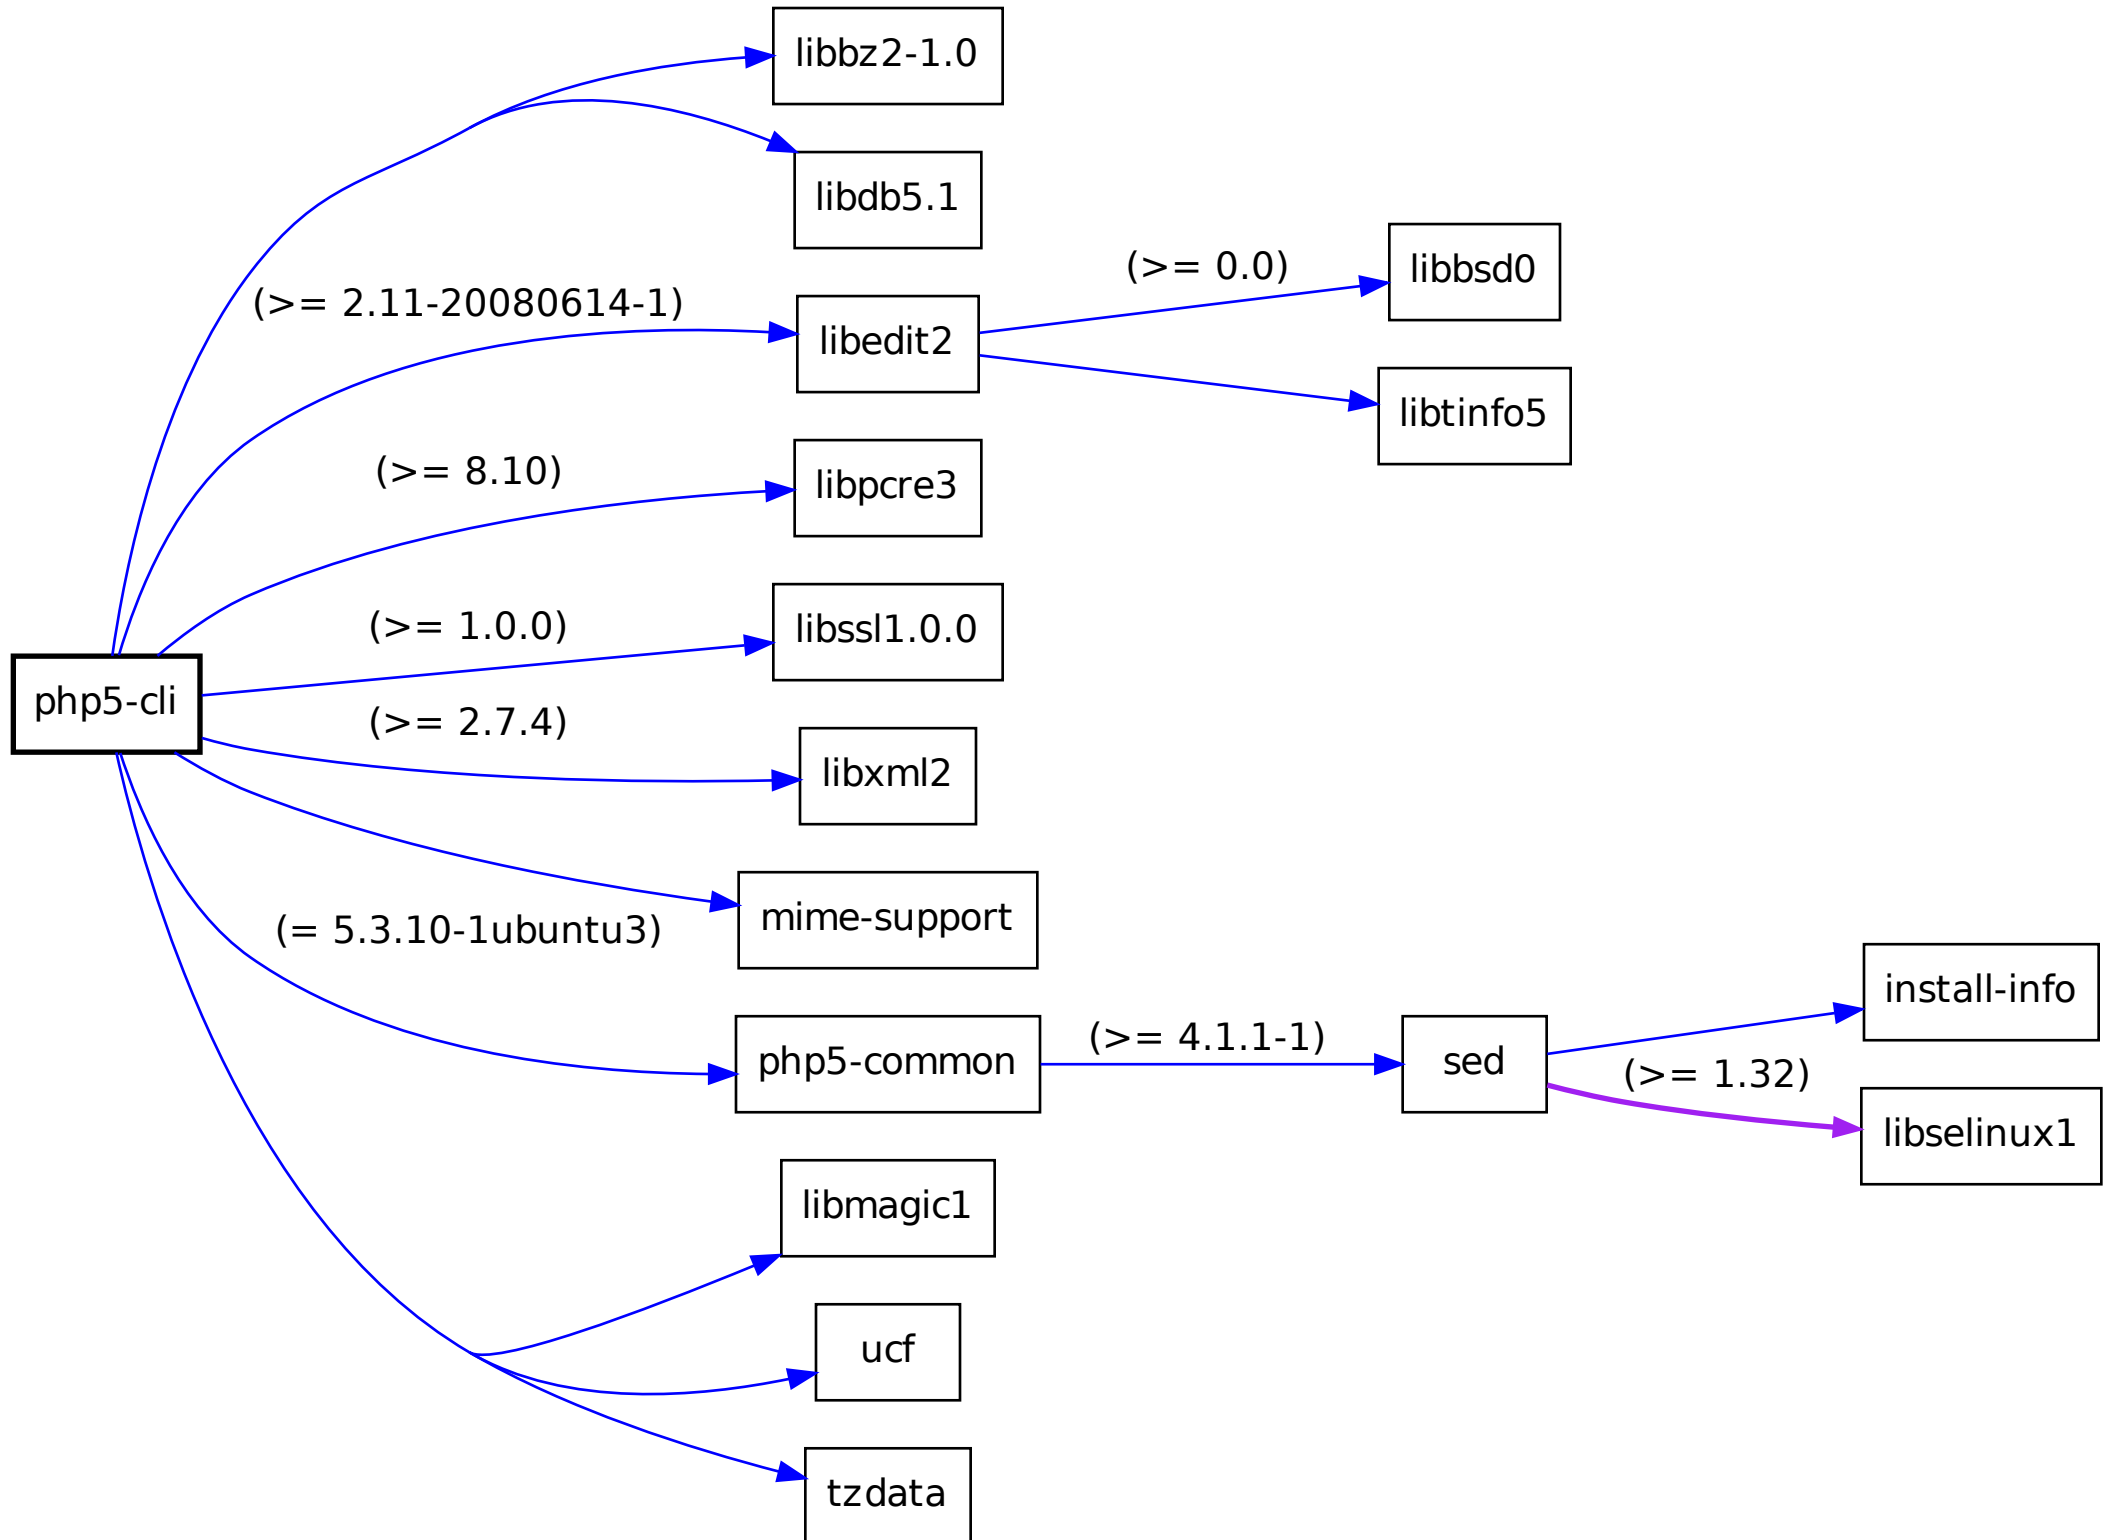 libbz2-1.0
libdb5.1
(>= 0.0)
libbsd0
(>= 2.11-20080614-1)
libedit2
libtinfo5
(>= 8.10)
libpcre3
(>= 1.0.0)
libssl1.0.0
php5-cli
(>= 2.7.4)
libxml2
mime-support
(= 5.3.10-1ubuntu3)
install-info
php5-common
(>= 4.1.1-1)
sed
(>= 1.32)
libselinux1
libmagic1
ucf
tzdata